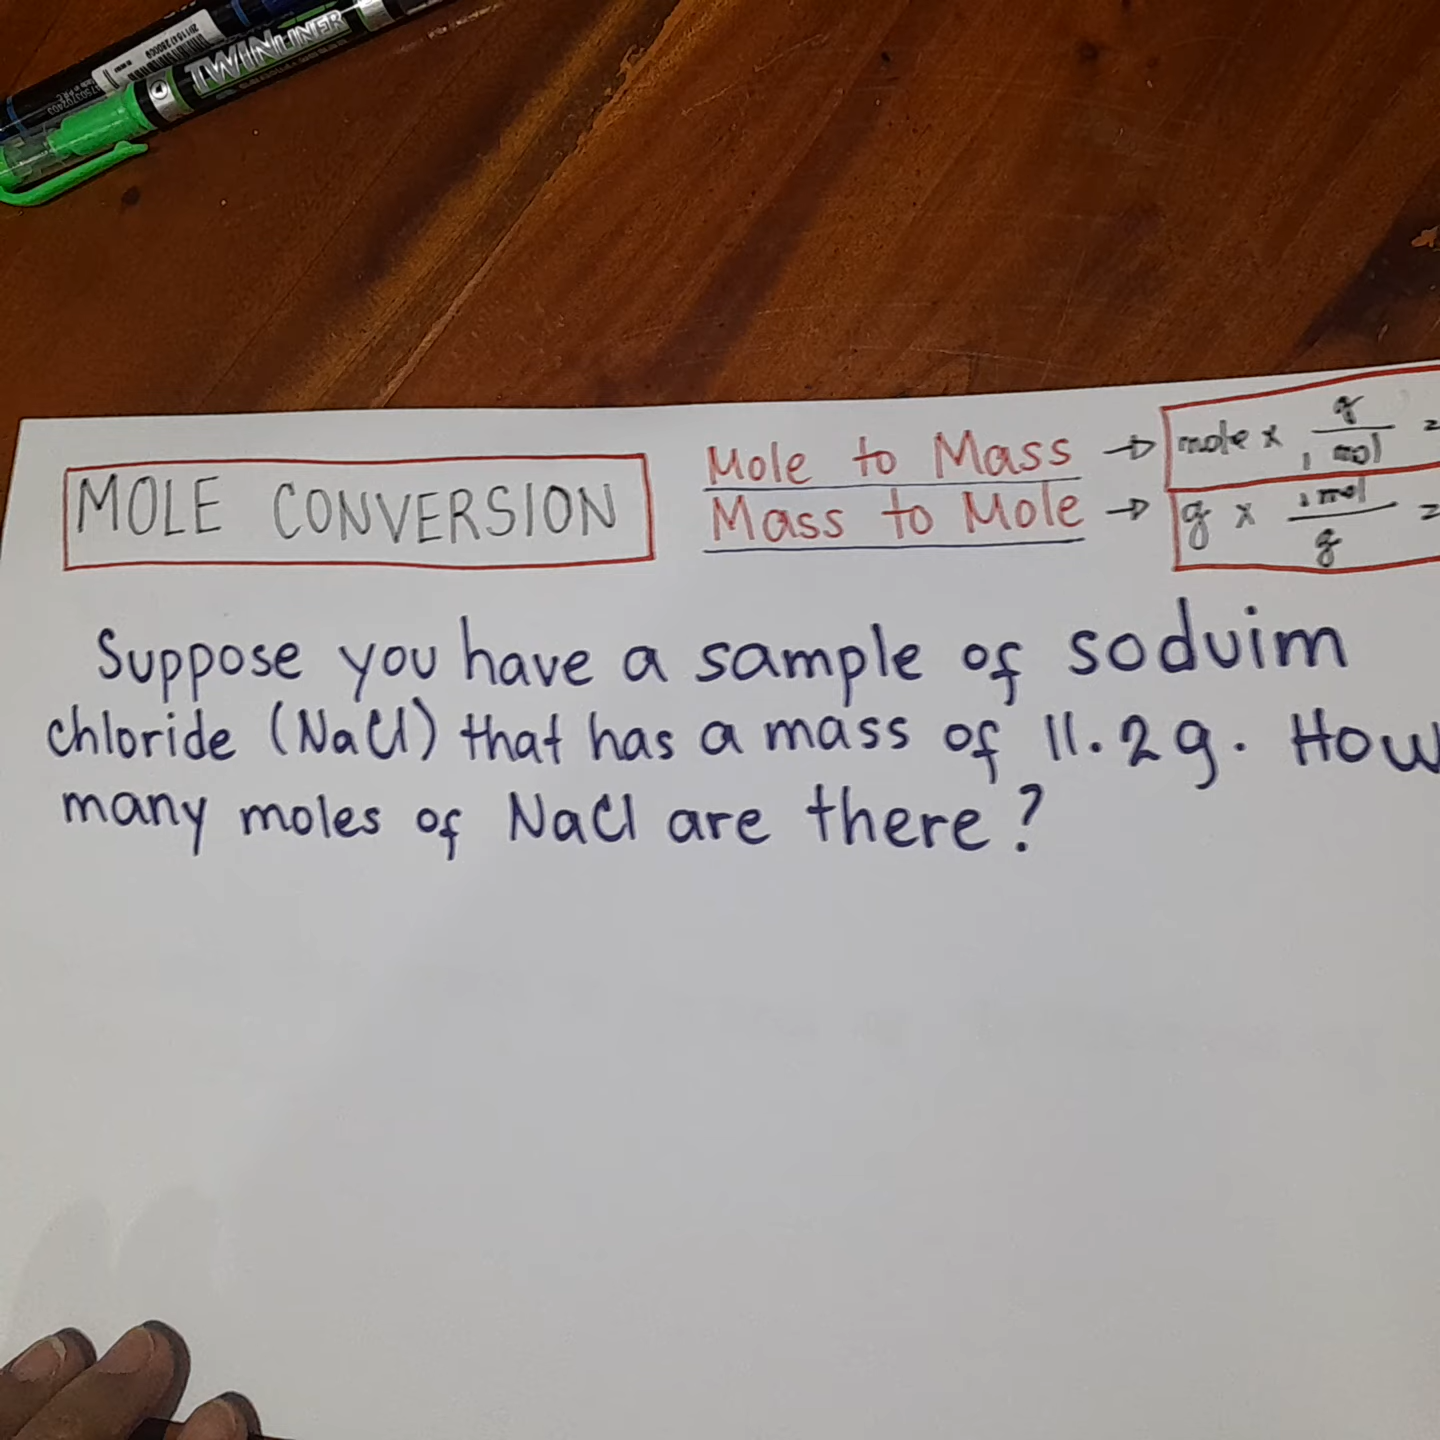 TWINLINER
MOLE CONVERSION
Mole to Mass → mole x g / 1 mol =
Mass to Mole → g x 1 mol / g =
Suppose you have a sample of soduim
chloride (NaCl) that has a mass of 11.2g. How
many moles of NaCl are there?